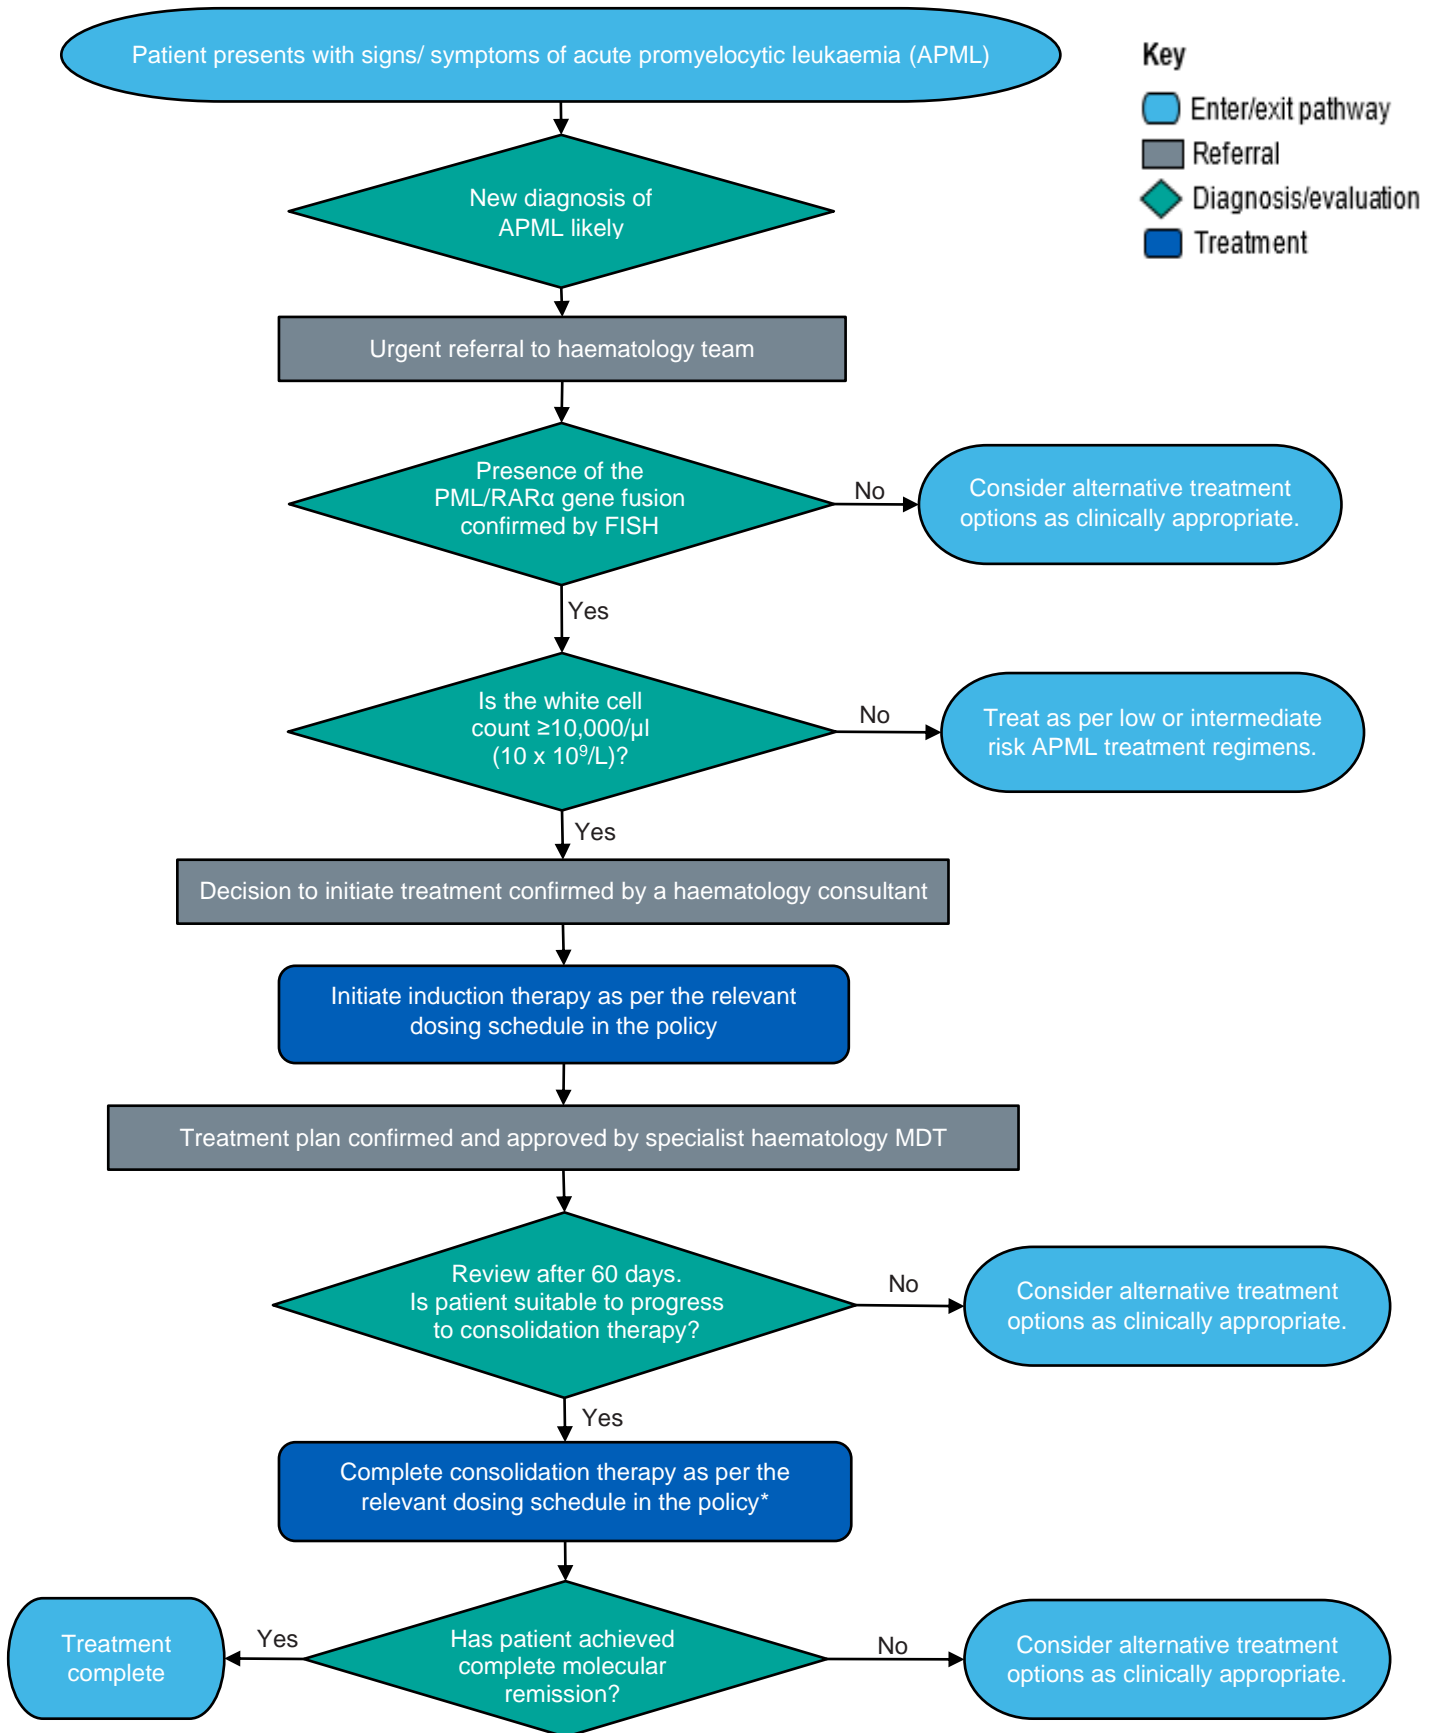 Patient presents with signs/ symptoms of acute promyelocytic leukaemia (APML)
Key
Enter/exit pathway
Referral
Diagnosis/evaluation
Treatment
New diagnosis of
APML likely
Urgent referral to haematology team
Presence of the
PML/RARα gene fusion
confirmed by FISH
No
Consider alternative treatment
options as clinically appropriate.
Yes
Is the white cell
count ≥10,000/µl
(10 x 10⁹/L)?
No
Treat as per low or intermediate
risk APML treatment regimens.
Yes
Decision to initiate treatment confirmed by a haematology consultant
Initiate induction therapy as per the relevant
dosing schedule in the policy
Treatment plan confirmed and approved by specialist haematology MDT
Review after 60 days.
Is patient suitable to progress
to consolidation therapy?
No
Consider alternative treatment
options as clinically appropriate.
Yes
Complete consolidation therapy as per the
relevant dosing schedule in the policy*
Has patient achieved
complete molecular
remission?
Yes
Treatment
complete
No
Consider alternative treatment
options as clinically appropriate.